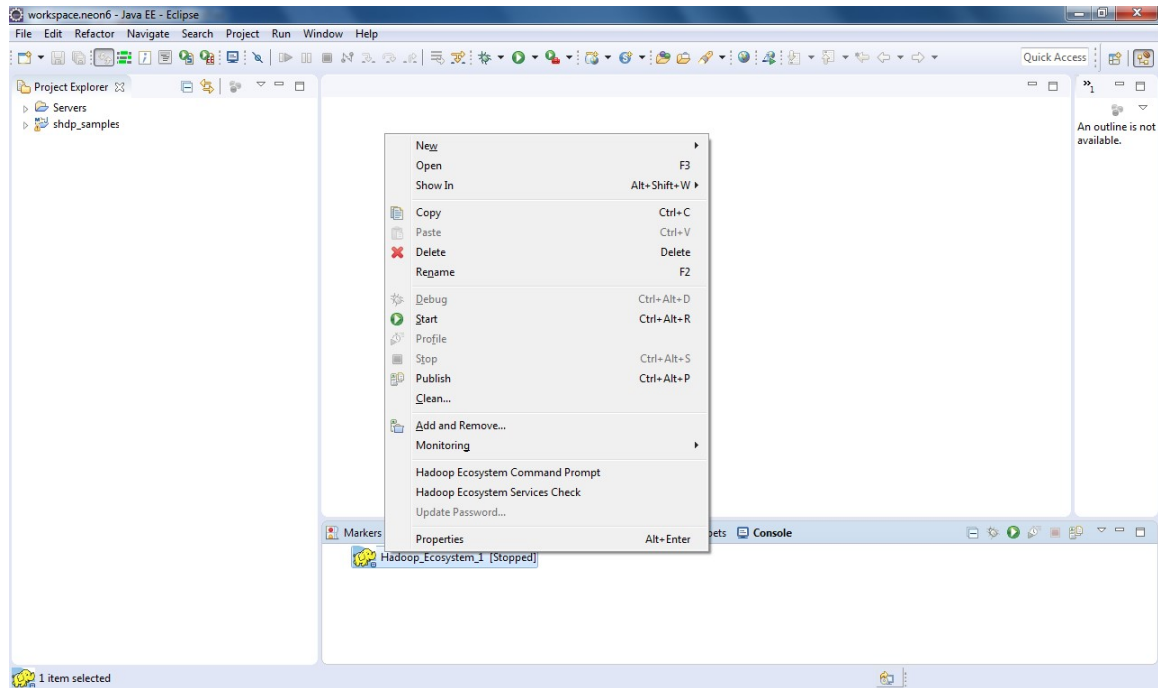 workspace.neon6 - Java EE - Eclipse
File Edit Refactor Navigate Search Project Run Window Help
Quick Access
Project Explorer
Servers
shdp_samples
»1
An outline is not
available.
New
Open F3
Show In Alt+Shift+W
Copy Ctrl+C
Paste Ctrl+V
Delete Delete
Rename F2
Debug Ctrl+Alt+D
Start Ctrl+Alt+R
Profile
Stop Ctrl+Alt+S
Publish Ctrl+Alt+P
Clean...
Add and Remove...
Monitoring
Hadoop Ecosystem Command Prompt
Hadoop Ecosystem Services Check
Update Password...
Properties Alt+Enter
Markers pets Console
Hadoop_Ecosystem_1 [Stopped]
1 item selected